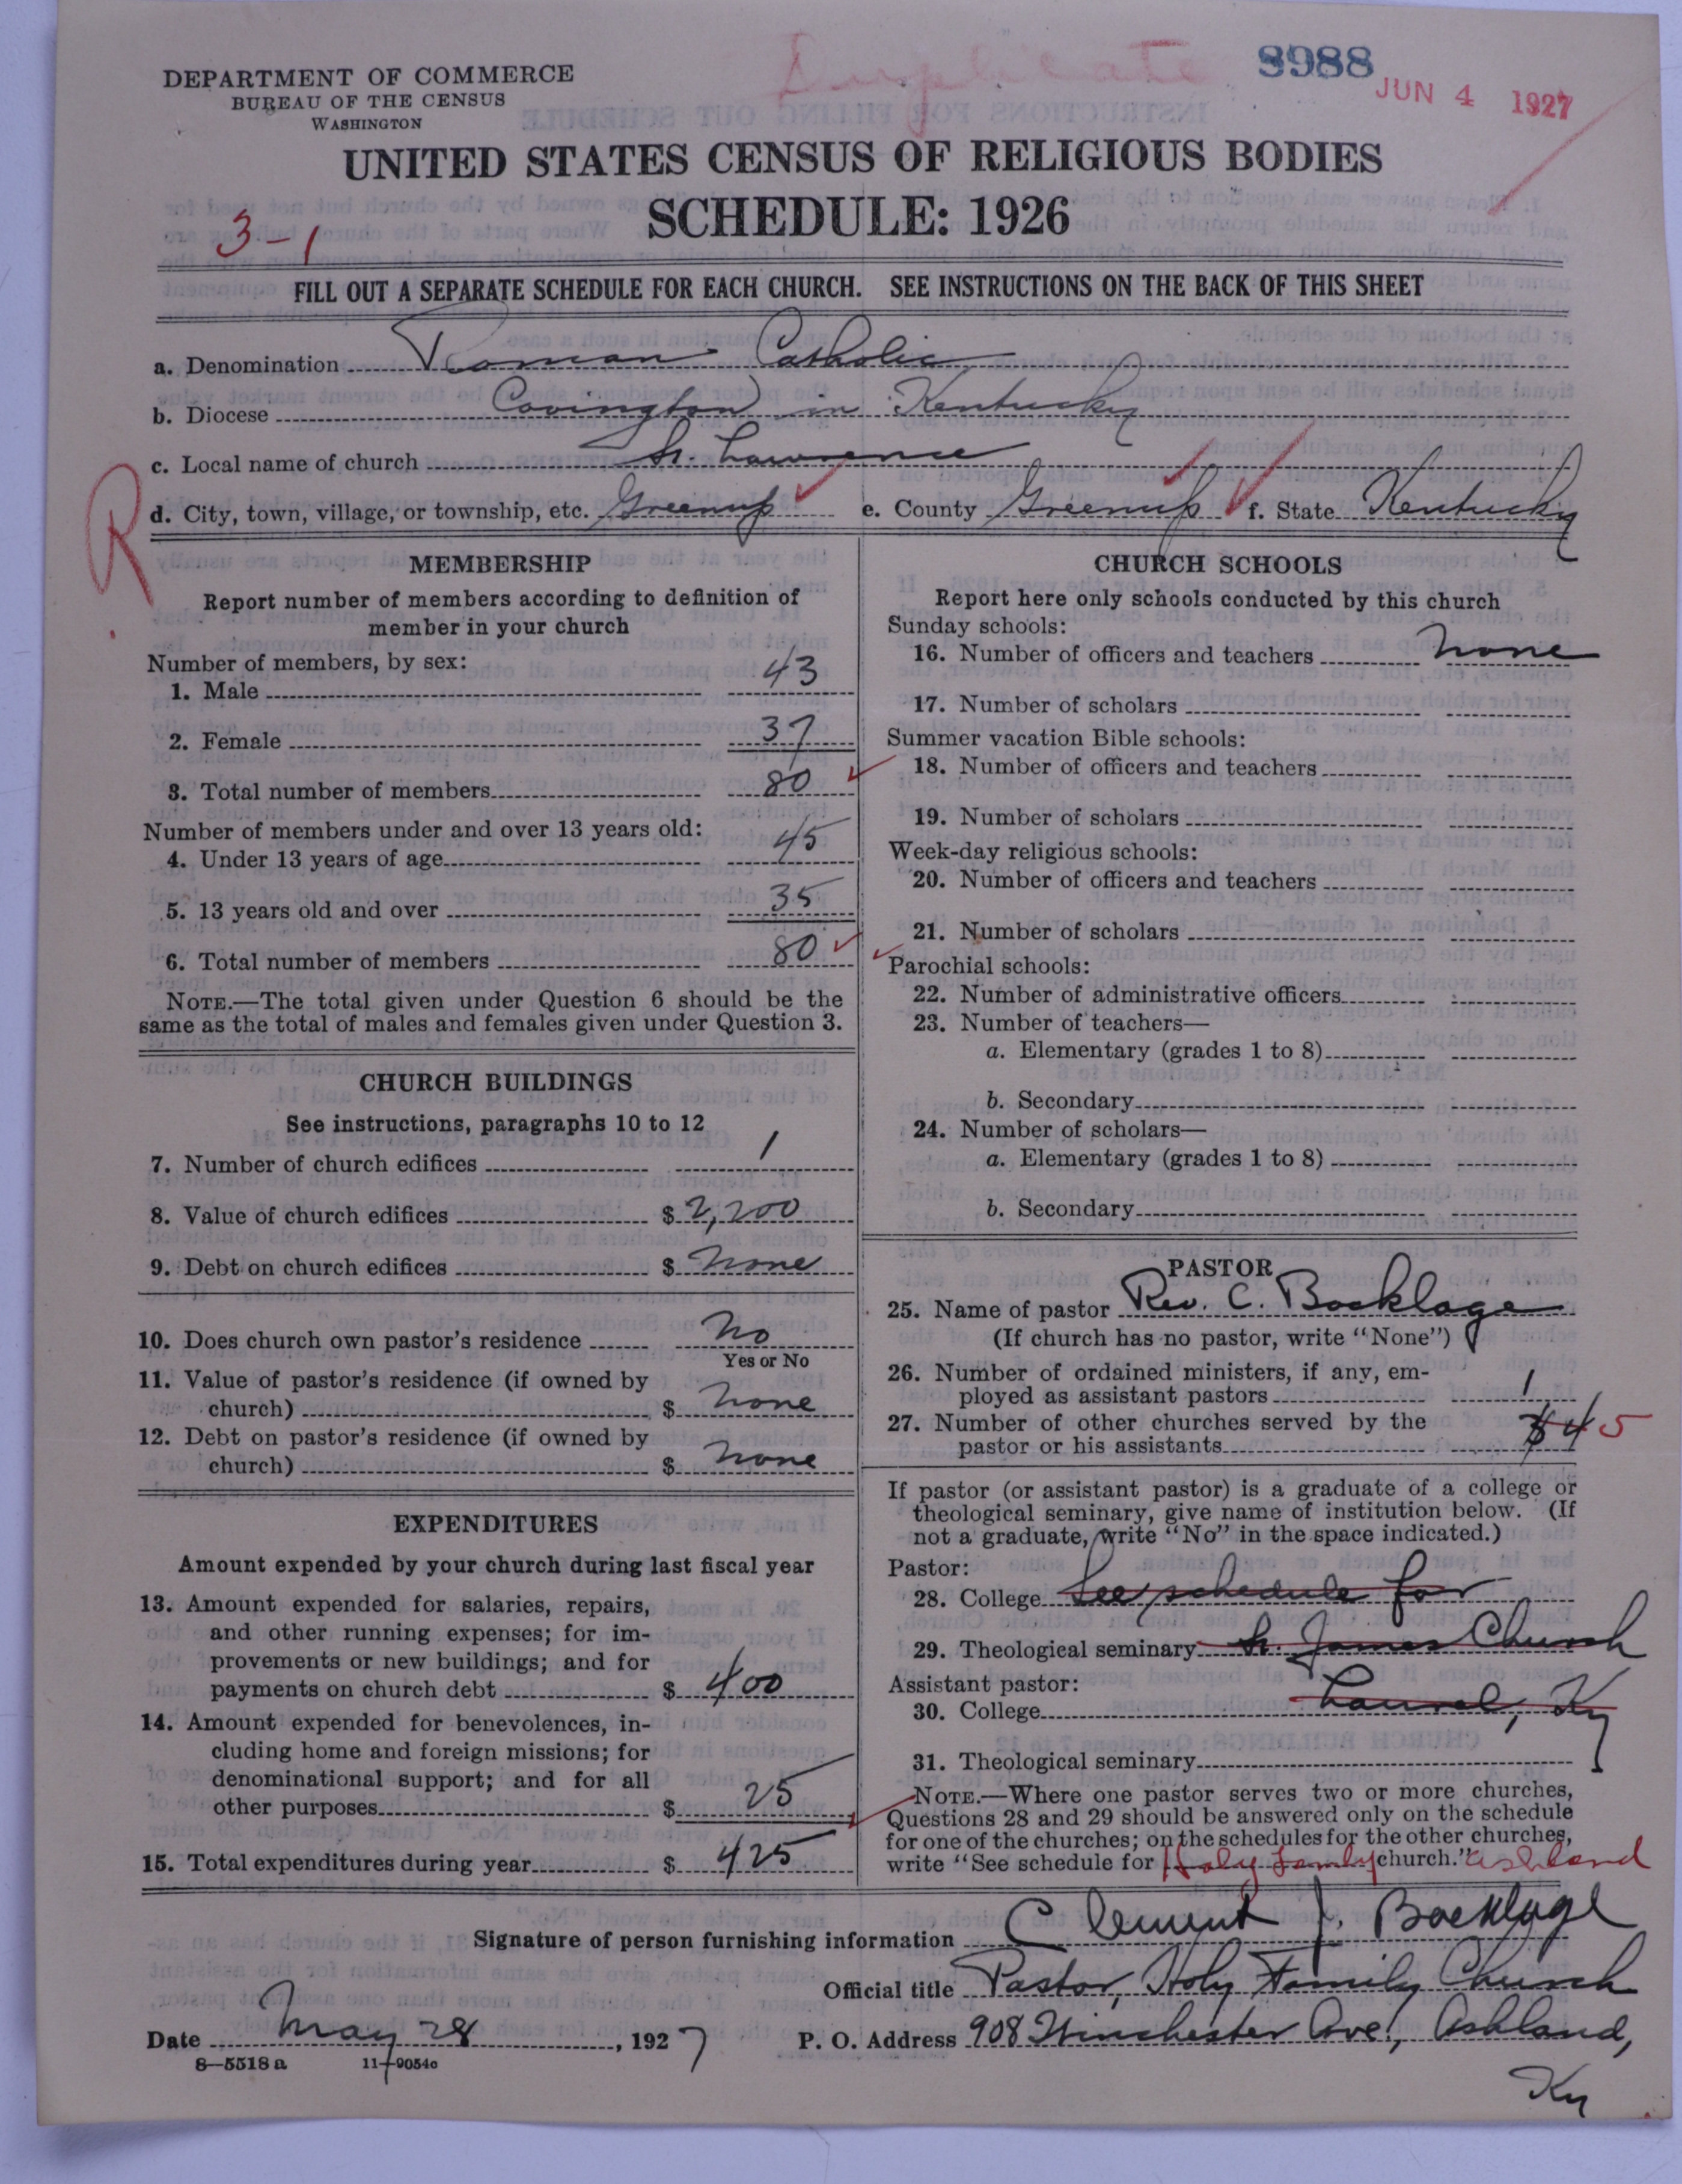 Duplicate
8988
JUN 4 1927
DEPARTMENT OF COMMERCE
BUREAU OF THE CENSUS
WASHINGTON
UNITED STATES CENSUS OF RELIGIOUS BODIES
SCHEDULE: 1926
3-1
FILL OUT A SEPARATE SCHEDULE FOR EACH CHURCH. SEE INSTRUCTIONS ON THE BACK OF THIS SHEET
a. Denomination Roman Catholic
b. Diocese Covington in Kentucky
c. Local name of church St. Lawrence
R
d. City, town, village, or township, etc. Greenup e. County Greenup f. State Kentucky
MEMBERSHIP
Report number of members according to definition of
member in your church
Number of members, by sex:
1. Male 43
2. Female 37
3. Total number of members 80
Number of members under and over 13 years old:
4. Under 13 years of age 45
5. 13 years old and over 35
6. Total number of members 80
NOTE.—The total given under Question 6 should be the
same as the total of males and females given under Question 3.
CHURCH BUILDINGS
See instructions, paragraphs 10 to 12
7. Number of church edifices 1
8. Value of church edifices $ 2,200
9. Debt on church edifices $ none
10. Does church own pastor's residence no
Yes or No
11. Value of pastor's residence (if owned by
church) $ none
12. Debt on pastor's residence (if owned by
church) $ none
EXPENDITURES
Amount expended by your church during last fiscal year
13. Amount expended for salaries, repairs,
and other running expenses; for im-
provements or new buildings; and for
payments on church debt $ 400
14. Amount expended for benevolences, in-
cluding home and foreign missions; for
denominational support; and for all
other purposes $ 25
15. Total expenditures during year $ 425
CHURCH SCHOOLS
Report here only schools conducted by this church
Sunday schools:
16. Number of officers and teachers none
17. Number of scholars
Summer vacation Bible schools:
18. Number of officers and teachers
19. Number of scholars
Week-day religious schools:
20. Number of officers and teachers
21. Number of scholars
Parochial schools:
22. Number of administrative officers
23. Number of teachers—
a. Elementary (grades 1 to 8)
b. Secondary
24. Number of scholars—
a. Elementary (grades 1 to 8)
b. Secondary
PASTOR
25. Name of pastor Rev. C. Bocklage
(If church has no pastor, write "None")
26. Number of ordained ministers, if any, em-
ployed as assistant pastors 1
27. Number of other churches served by the
pastor or his assistants 4 5
If pastor (or assistant pastor) is a graduate of a college or
theological seminary, give name of institution below. (If
not a graduate, write "No" in the space indicated.)
Pastor:
28. College See schedule for
29. Theological seminary St. James Church
Assistant pastor:
30. College Laurel, Ky
31. Theological seminary
NOTE.—Where one pastor serves two or more churches,
Questions 28 and 29 should be answered only on the schedule
for one of the churches; on the schedules for the other churches,
write "See schedule for Holy Family church." Ashland
Signature of person furnishing information Clement J. Bocklage
Official title Pastor, Holy Family Church
Date May 28, 1927 P. O. Address 908 Winchester Ave., Ashland,
Ky
8—5518 a 11—9054c